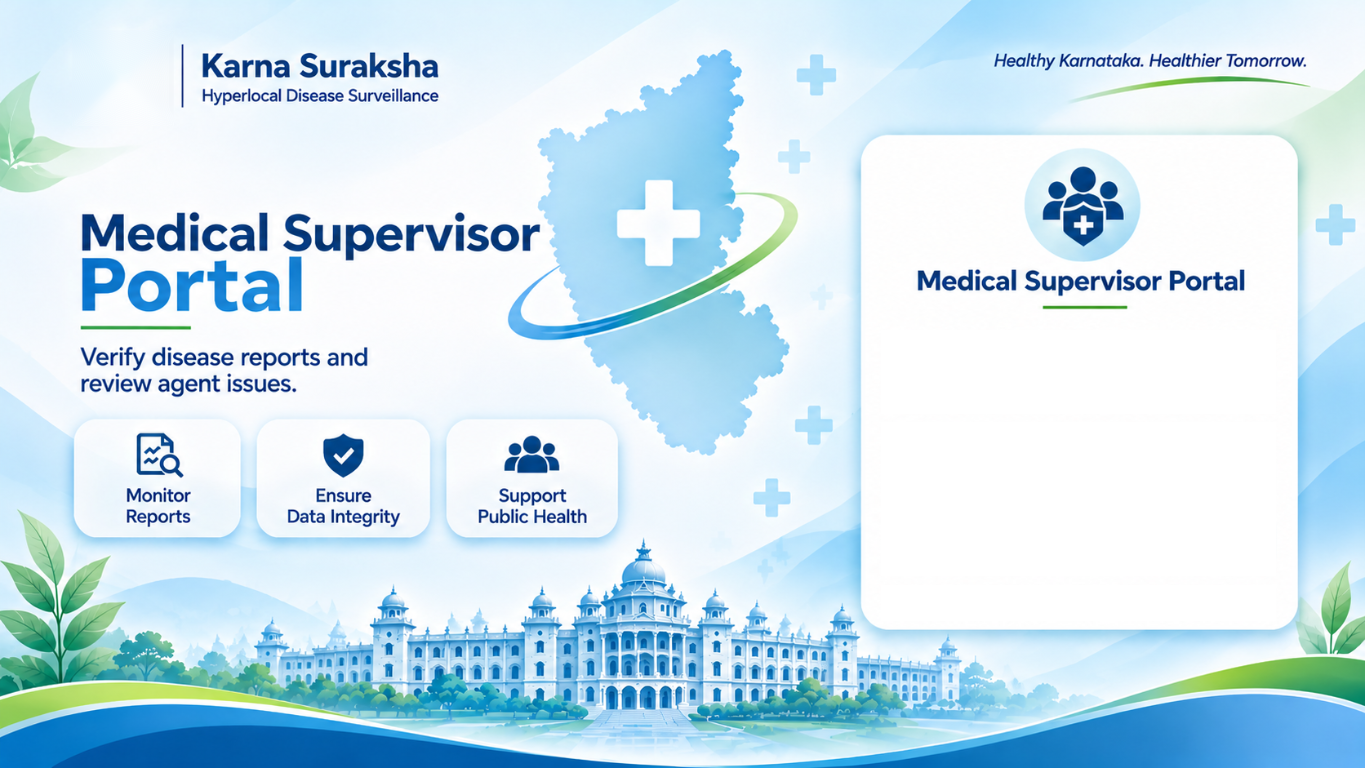 Karna Suraksha
Hyperlocal Disease Surveillance
Healthy Karnataka. Healthier Tomorrow.
Medical Supervisor
Portal
Verify disease reports and
review agent issues.
Monitor
Reports
Ensure
Data Integrity
Support
Public Health
Medical Supervisor Portal